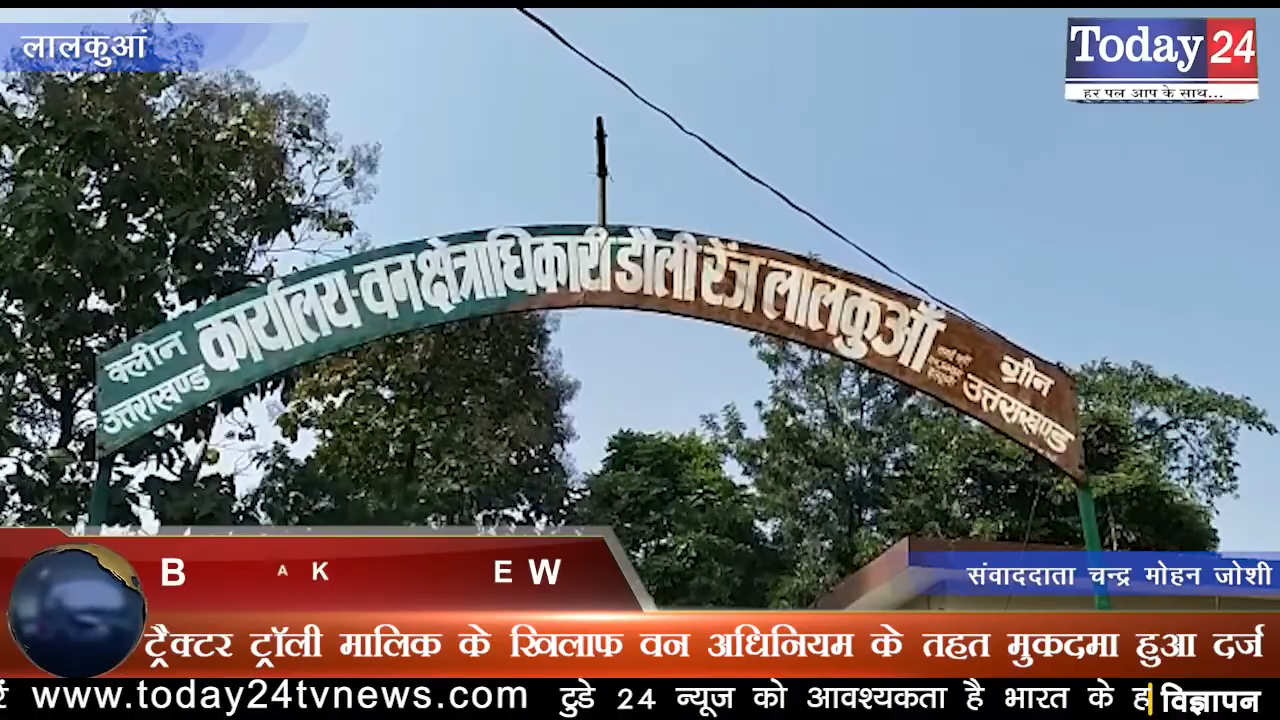 लालकुआं
Today 24
हर पल आप के साथ...
क्लीन
उत्तराखण्ड
कार्यालय-वन क्षेत्राधिकारी डौली रेंज लालकुआँ
ग्रीन
उत्तराखण्ड
B A K E W
संवाददाता चन्द्र मोहन जोशी
ट्रैक्टर ट्रॉली मालिक के खिलाफ वन अधिनियम के तहत मुकदमा हुआ दर्ज
www.today24tvnews.com टुडे 24 न्यूज को आवश्यकता है भारत के
विज्ञापन